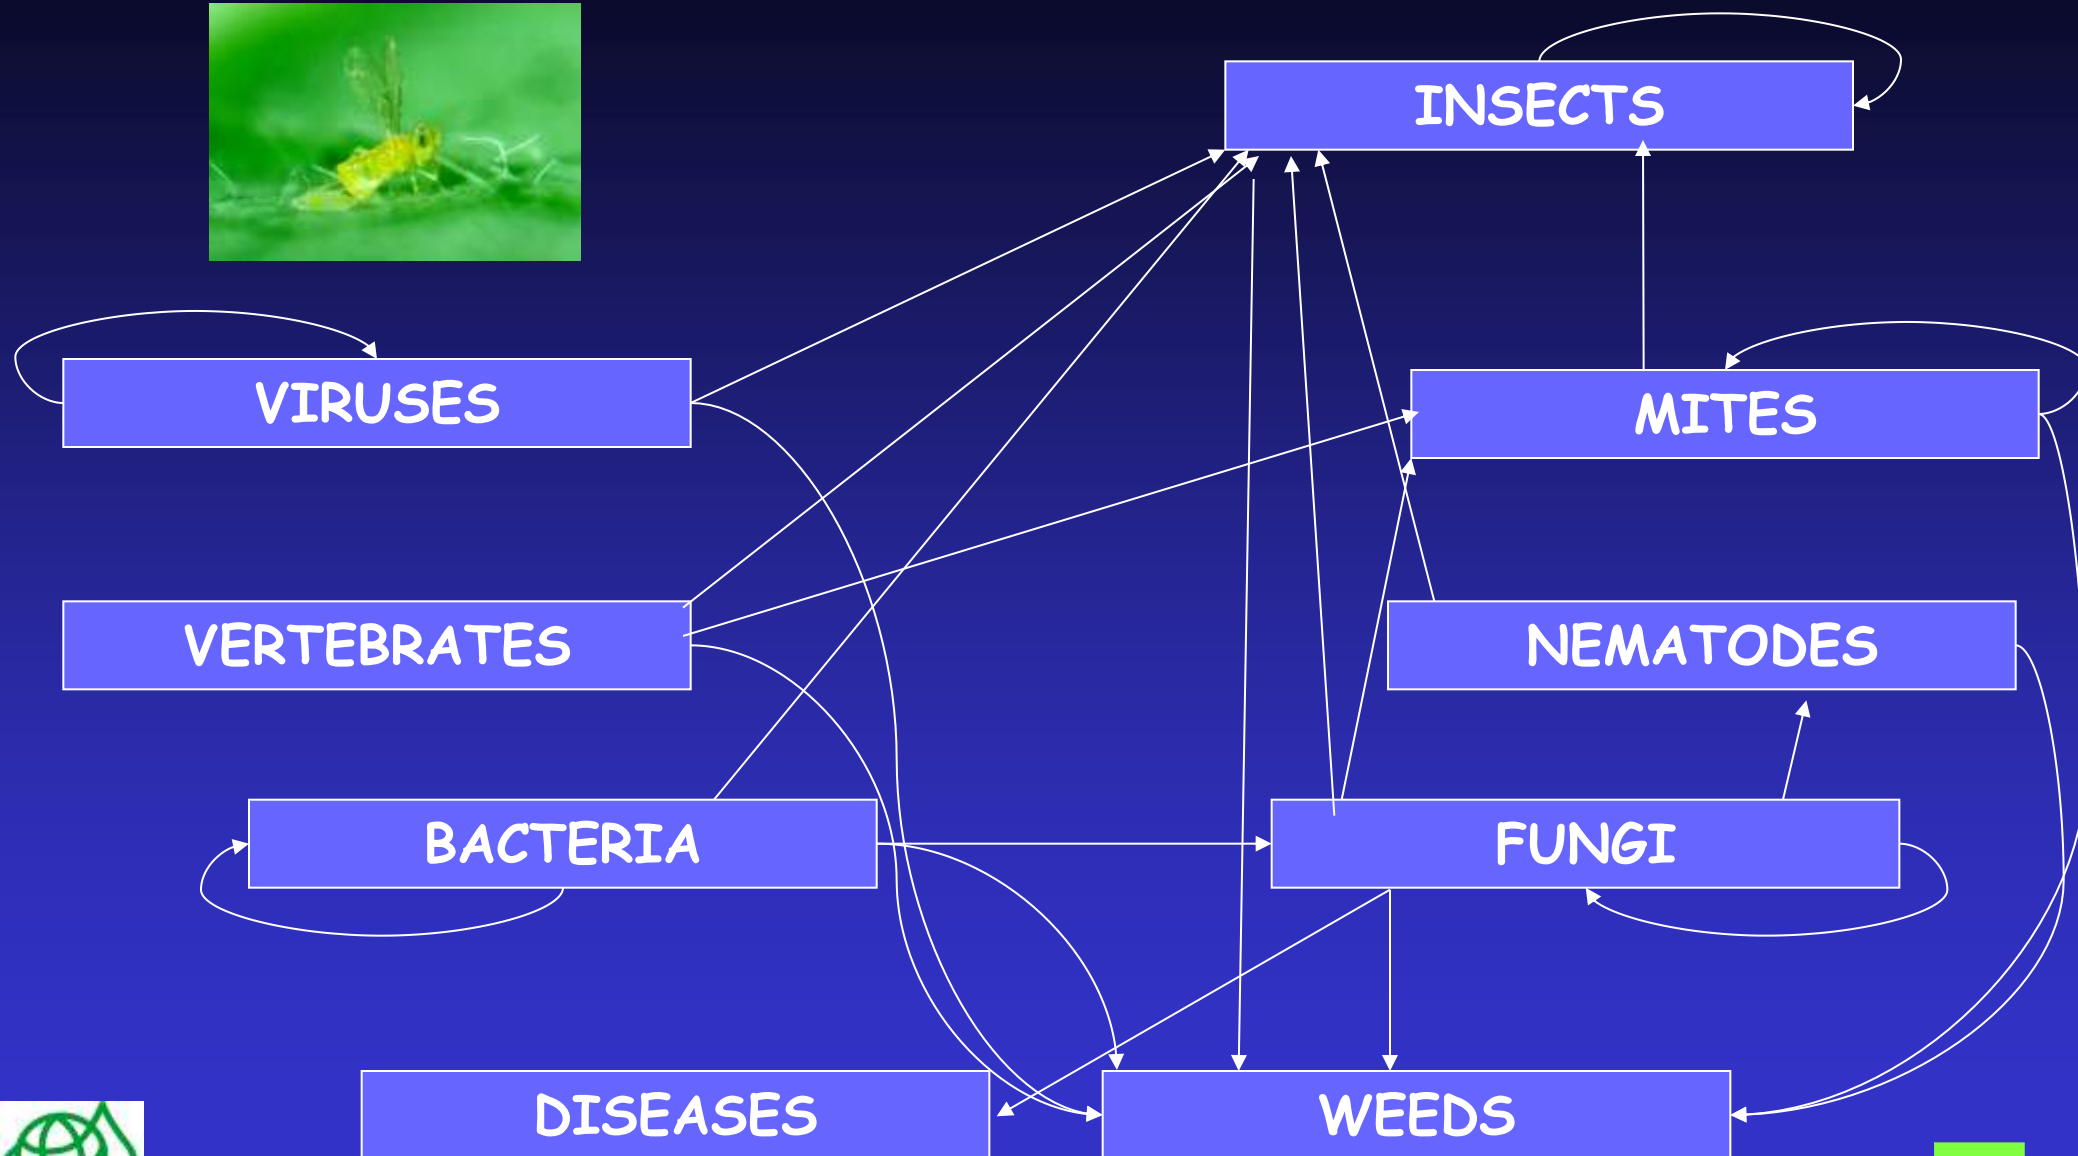 INSECTS
VIRUSES
MITES
VERTEBRATES
NEMATODES
BACTERIA
FUNGI
DISEASES
WEEDS